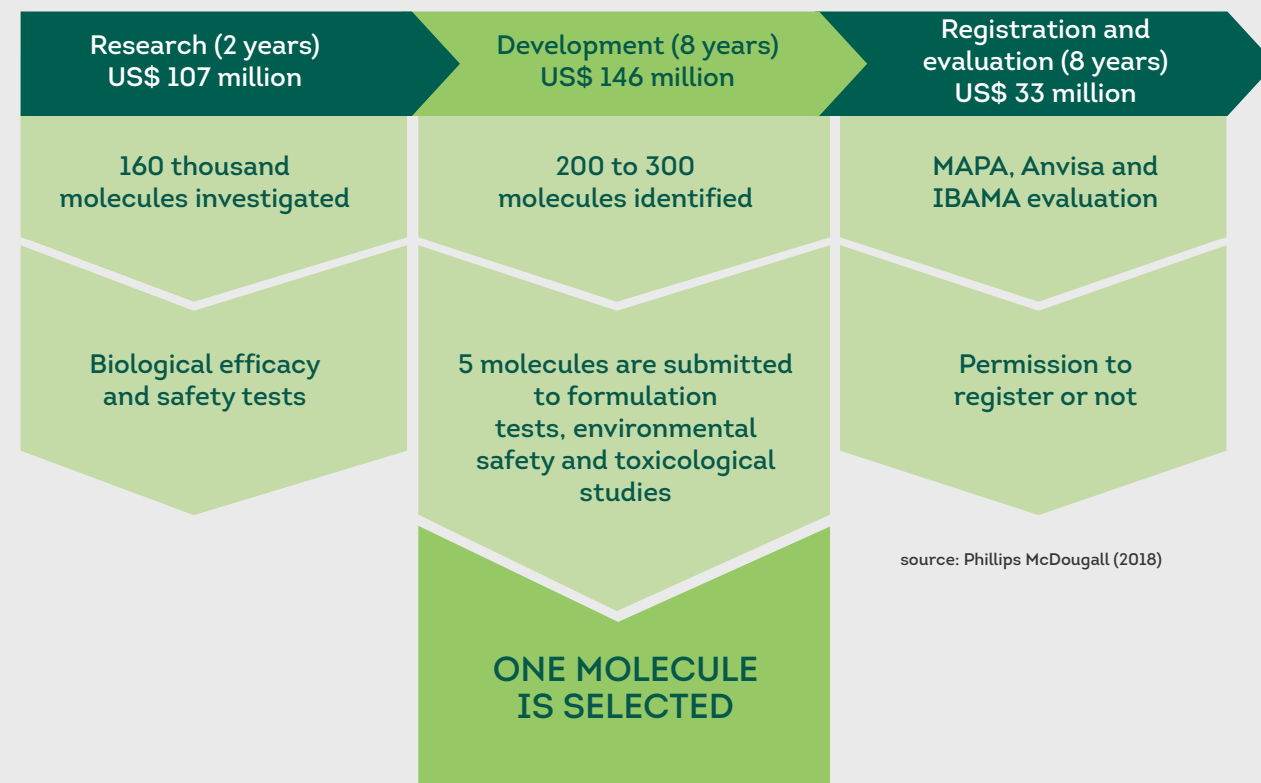 Research (2 years)
US$ 107 million
160 thousand
molecules investigated
Biological efficacy
and safety tests
Development (8 years)
US$ 146 million
200 to 300
molecules identified
5 molecules are submitted
to formulation
tests, environmental
safety and toxicological
studies
ONE MOLECULE
IS SELECTED
Registration and
evaluation (8 years)
US$ 33 million
MAPA, Anvisa and
IBAMA evaluation
Permission to
register or not
source: Phillips McDougall (2018)